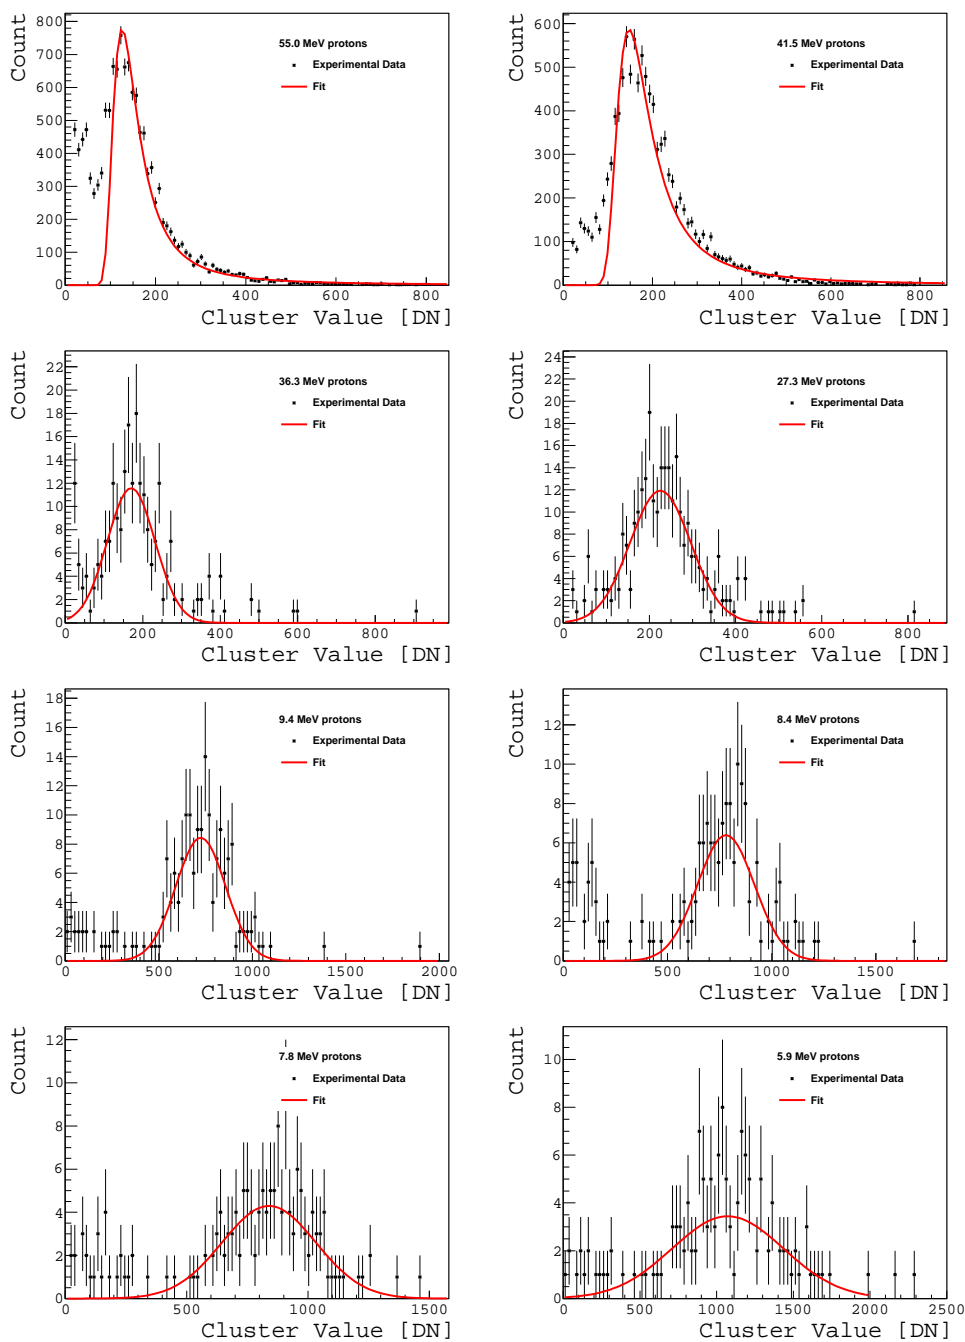 Count
800
700
600
500
400
300
200
100
0
55.0 MeV protons
Experimental Data
Fit
0 200 400 600 800
Cluster Value [DN]
Count
600
500
400
300
200
100
0
41.5 MeV protons
Experimental Data
Fit
0 200 400 600 800
Cluster Value [DN]
Count
22
20
18
16
14
12
10
8
6
4
2
0
36.3 MeV protons
Experimental Data
Fit
0 200 400 600 800
Cluster Value [DN]
Count
24
22
20
18
16
14
12
10
8
6
4
2
0
27.3 MeV protons
Experimental Data
Fit
0 200 400 600 800
Cluster Value [DN]
Count
18
16
14
12
10
8
6
4
2
0
9.4 MeV protons
Experimental Data
Fit
0 500 1000 1500 2000
Cluster Value [DN]
Count
12
10
8
6
4
2
0
8.4 MeV protons
Experimental Data
Fit
0 500 1000 1500
Cluster Value [DN]
Count
12
10
8
6
4
2
0
7.8 MeV protons
Experimental Data
Fit
0 500 1000 1500
Cluster Value [DN]
Count
10
8
6
4
2
0
5.9 MeV protons
Experimental Data
Fit
0 500 1000 1500 2000 2500
Cluster Value [DN]